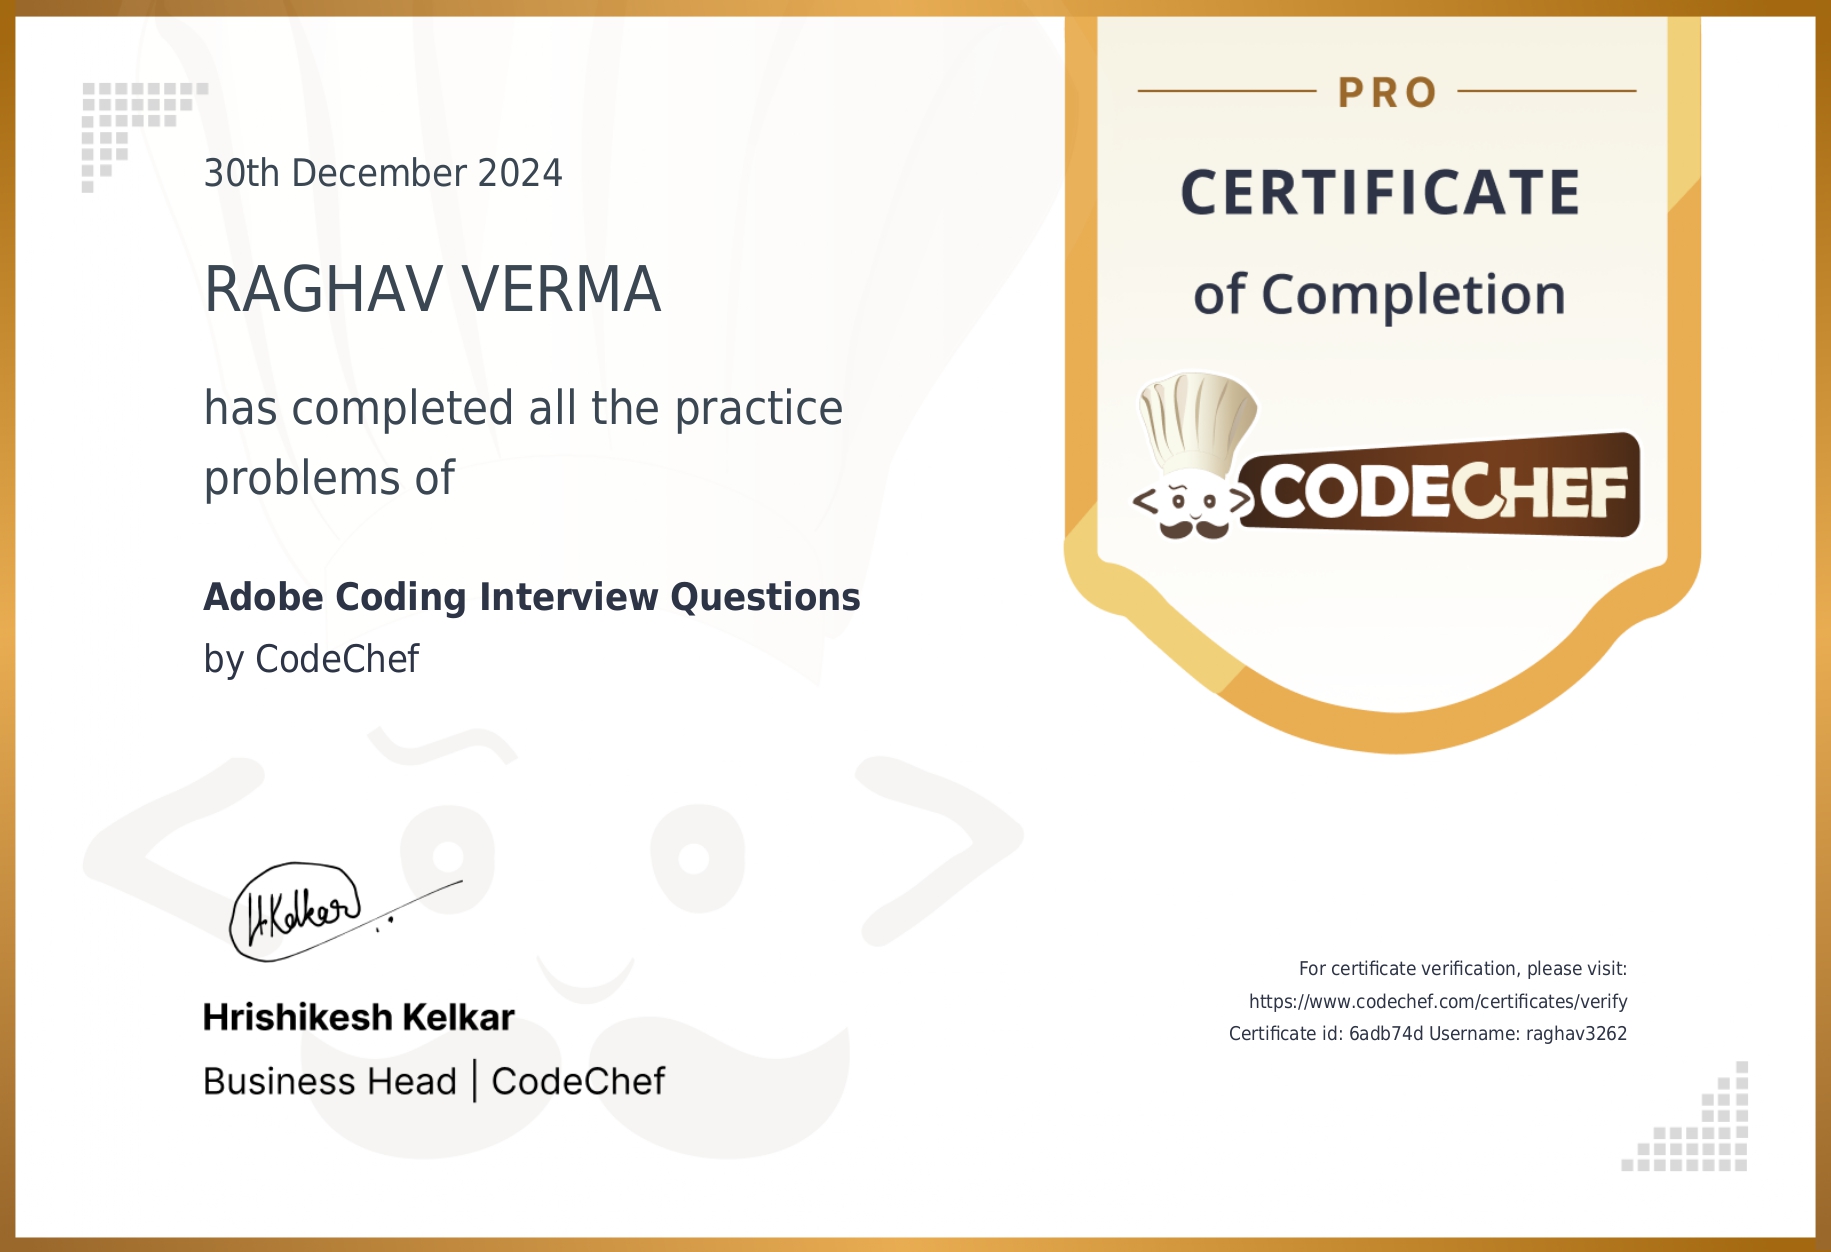 30th December 2024
RAGHAV VERMA
has completed all the practice
problems of
Adobe Coding Interview Questions
by CodeChef
HKelkar
Hrishikesh Kelkar
Business Head | CodeChef
PRO
CERTIFICATE
of Completion
CODECHEF
For certificate verification, please visit:
https://www.codechef.com/certificates/verify
Certificate id: 6adb74d Username: raghav3262